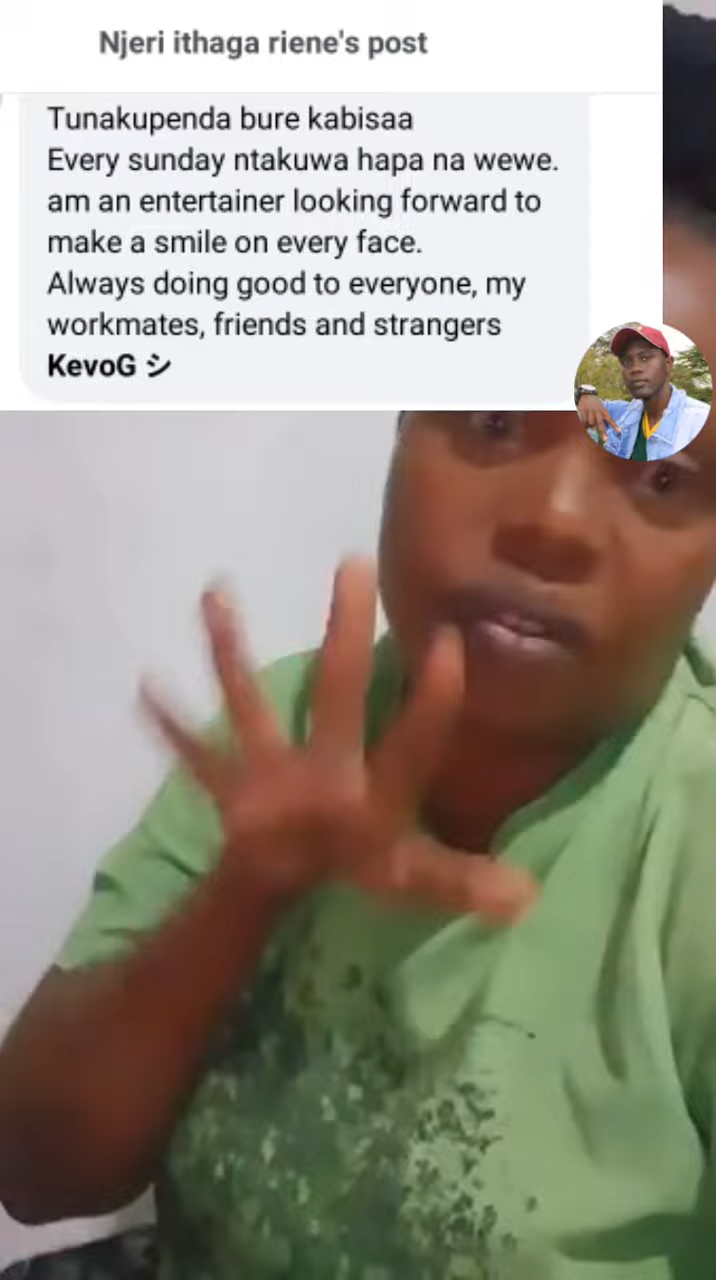 Njeri ithaga riene's post
Tunakupenda bure kabisaa
Every sunday ntakuwa hapa na wewe.
am an entertainer looking forward to
make a smile on every face.
Always doing good to everyone, my
workmates, friends and strangers
KevoG シ